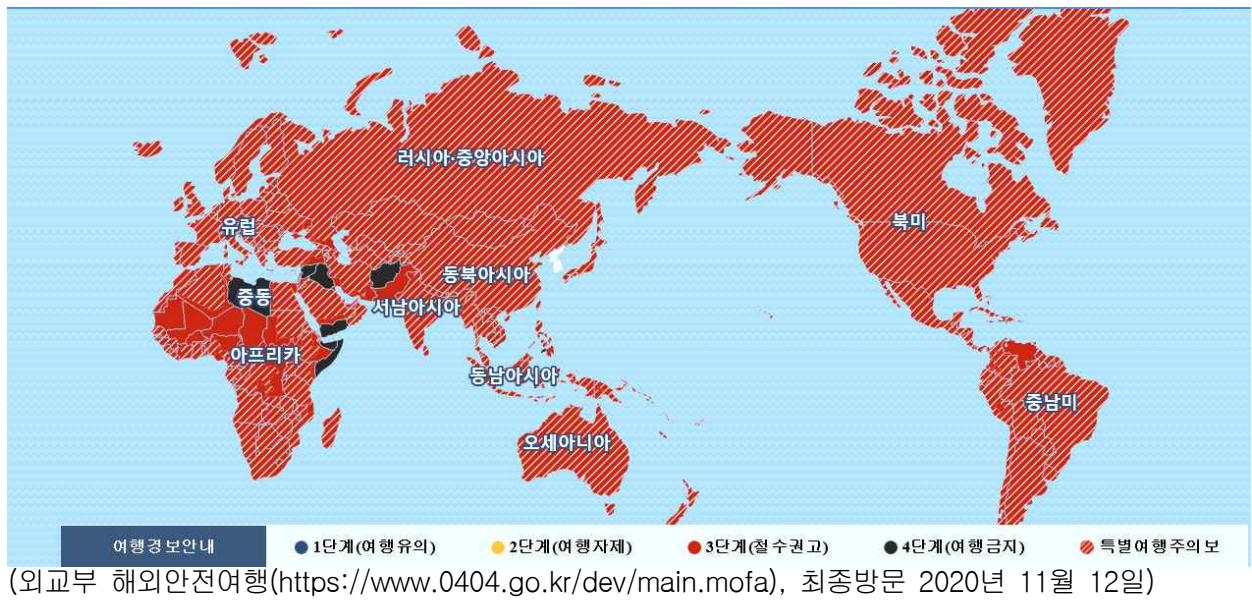 러시아·중앙아시아
유럽
북미
동북아시아
중동
서남아시아
아프리카
동남아시아
중남미
오세아니아
여행경보안내 1단계(여행유의) 2단계(여행자제) 3단계(철수권고) 4단계(여행금지) 특별여행주의보
(외교부 해외안전여행(https://www.0404.go.kr/dev/main.mofa), 최종방문 2020년 11월 12일)